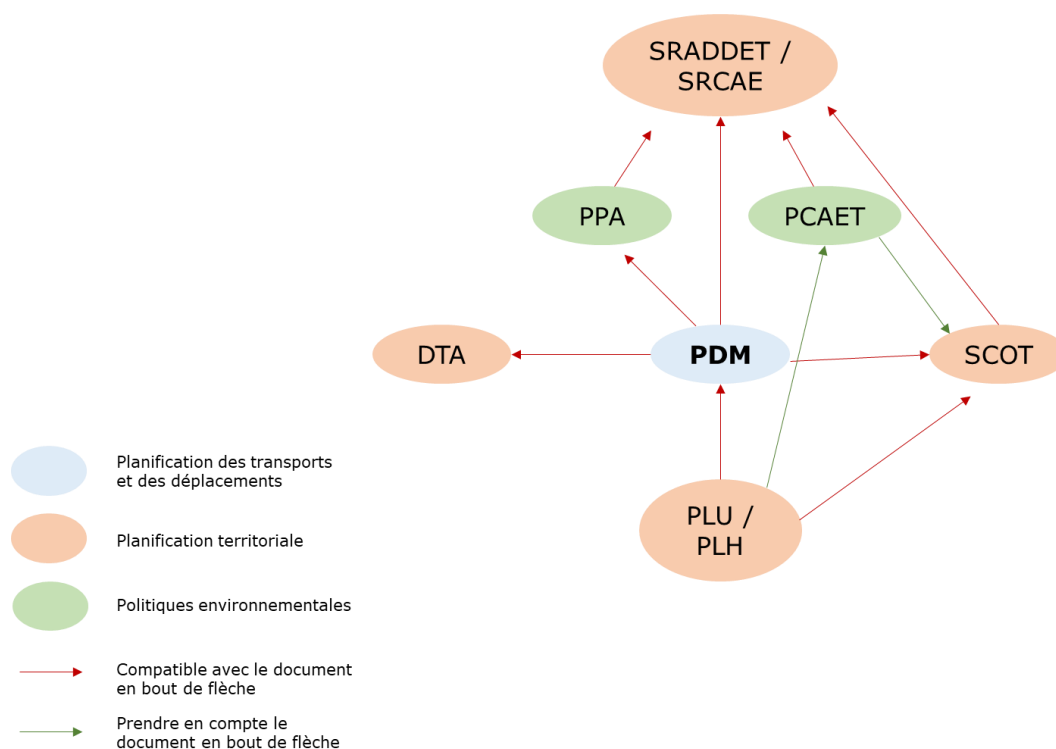 SRADDET /
SRCAE
PPA
PCAET
DTA
PDM
SCOT
PLU /
PLH
Planification des transports
et des déplacements
Planification territoriale
Politiques environnementales
Compatible avec le document
en bout de flèche
Prendre en compte le
document en bout de flèche